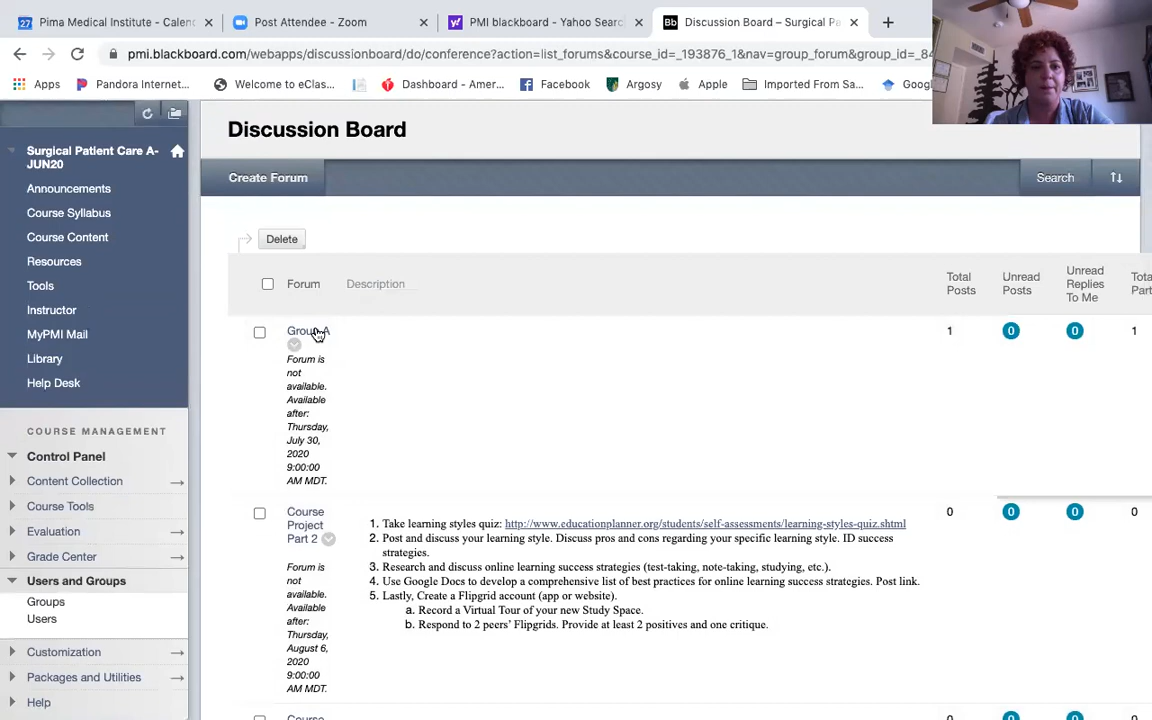 27 Pima Medical Institute - Calen
Post Attendee - Zoom
PMI blackboard - Yahoo Searc
Bb Discussion Board – Surgical Pa
pmi.blackboard.com/webapps/discussionboard/do/conference?action=list_forums&course_id=_193876_1&nav=group_forum&group_id=_84
Apps
Pandora Internet...
Welcome to eClas...
Dashboard - Amer...
Facebook
Argosy
Apple
Imported From Sa...
Goog
Surgical Patient Care A-
JUN20
Announcements
Course Syllabus
Course Content
Resources
Tools
Instructor
MyPMI Mail
Library
Help Desk
COURSE MANAGEMENT
Control Panel
Content Collection
Course Tools
Evaluation
Grade Center
Users and Groups
Groups
Users
Customization
Packages and Utilities
Help
Discussion Board
Create Forum
Search
Delete
Forum
Description
Total
Posts
Unread
Posts
Unread
Replies
To Me
Tota
Part
Group A
1
0
0
1
Forum is
not
available.
Available
after:
Thursday,
July 30,
2020
9:00:00
AM MDT.
Course
Project
Part 2
Forum is
not
available.
Available
after:
Thursday,
August 6,
2020
9:00:00
AM MDT.
1. Take learning styles quiz: http://www.educationplanner.org/students/self-assessments/learning-styles-quiz.shtml
2. Post and discuss your learning style. Discuss pros and cons regarding your specific learning style. ID success
strategies.
3. Research and discuss online learning success strategies (test-taking, note-taking, studying, etc.).
4. Use Google Docs to develop a comprehensive list of best practices for online learning success strategies. Post link.
5. Lastly, Create a Flipgrid account (app or website).
a. Record a Virtual Tour of your new Study Space.
b. Respond to 2 peers' Flipgrids. Provide at least 2 positives and one critique.
0
0
0
0
Course
0